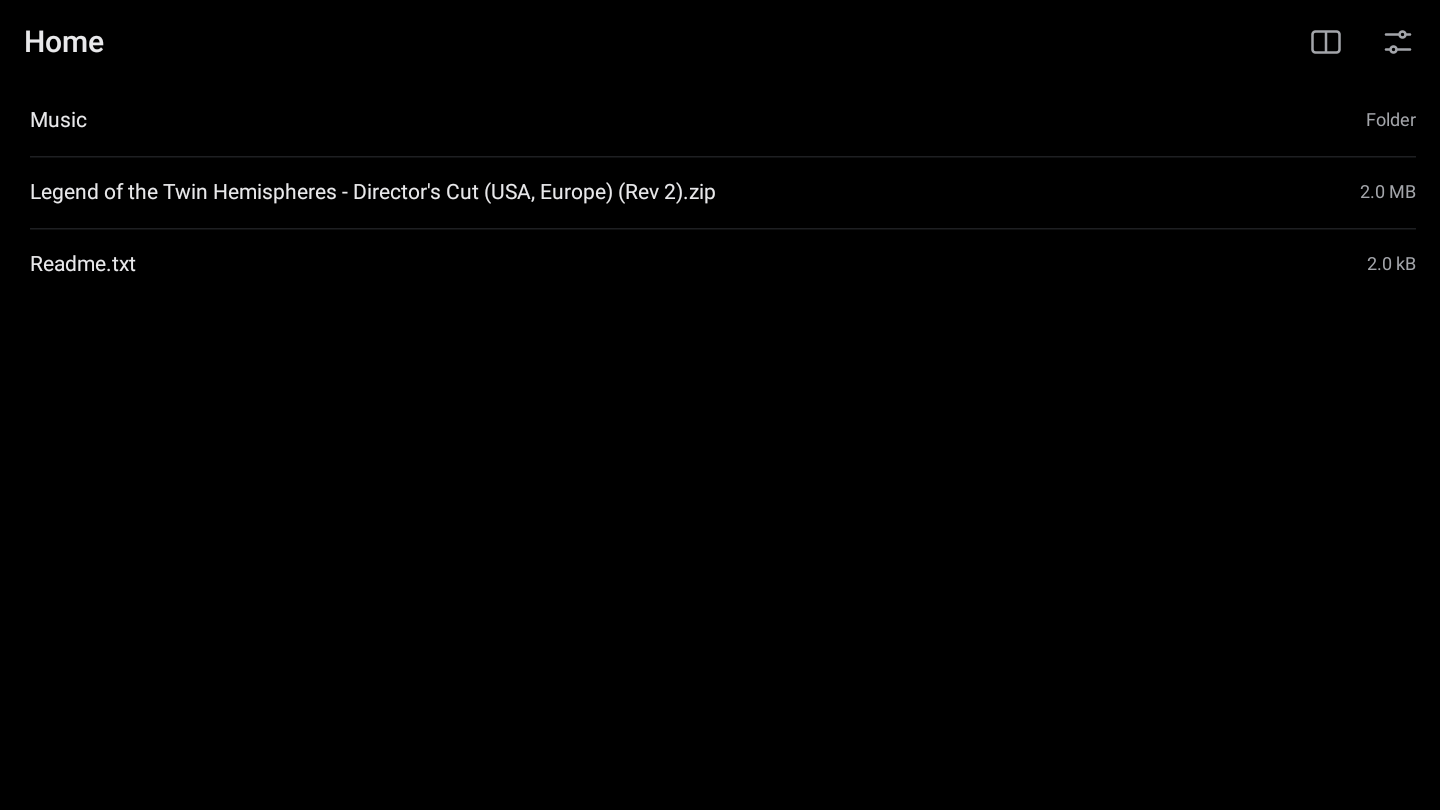 Home
Music Folder
Legend of the Twin Hemispheres - Director's Cut (USA, Europe) (Rev 2).zip 2.0 MB
Readme.txt 2.0 kB